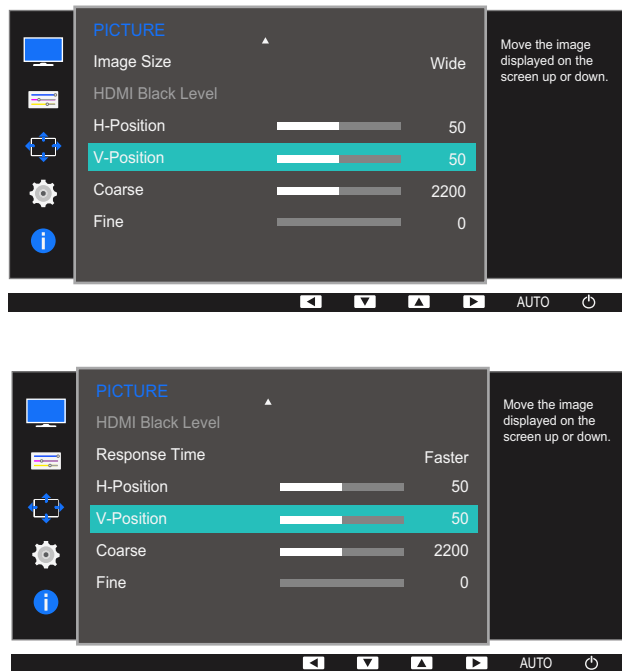 PICTURE
Image Size Wide
HDMI Black Level
H-Position 50
V-Position 50
Coarse 2200
Fine 0
Move the image
displayed on the
screen up or down.
AUTO
PICTURE
HDMI Black Level
Response Time Faster
H-Position 50
V-Position 50
Coarse 2200
Fine 0
Move the image
displayed on the
screen up or down.
AUTO